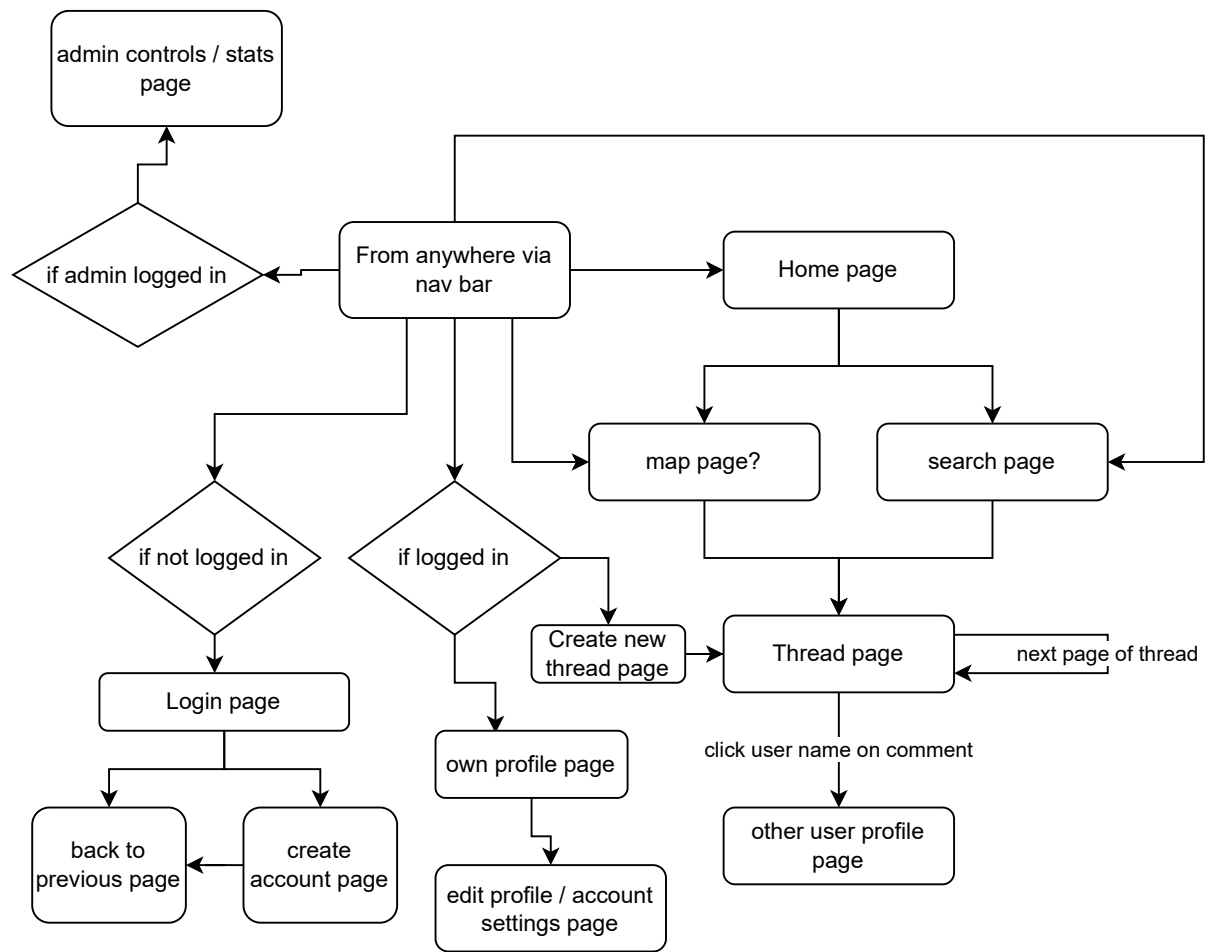 admin controls / stats
page
From anywhere via
nav bar
if admin logged in
Home page
map page?
search page
if not logged in
if logged in
Create new
thread page
Thread page
next page of thread
Login page
click user name on comment
own profile page
back to
previous page
create
account page
other user profile
page
edit profile / account
settings page